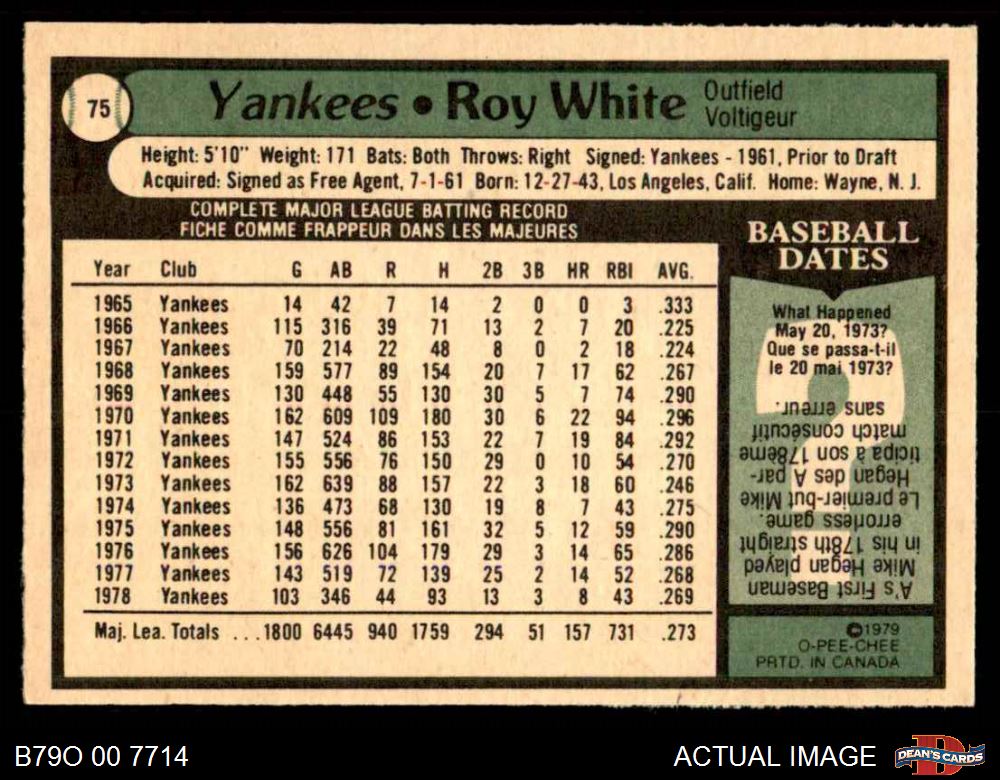 75
Yankees • Roy White Outfield
Voltigeur
Height: 5'10" Weight: 171 Bats: Both Throws: Right Signed: Yankees - 1961, Prior to Draft
Acquired: Signed as Free Agent, 7-1-61 Born: 12-27-43, Los Angeles, Calif. Home: Wayne, N. J.
COMPLETE MAJOR LEAGUE BATTING RECORD
FICHE COMME FRAPPEUR DANS LES MAJEURES
Year Club G AB R H 2B 3B HR RBI AVG.
1965 Yankees 14 42 7 14 2 0 0 3 .333
1966 Yankees 115 316 39 71 13 2 7 20 .225
1967 Yankees 70 214 22 48 8 0 2 18 .224
1968 Yankees 159 577 89 154 20 7 17 62 .267
1969 Yankees 130 448 55 130 30 5 7 74 .290
1970 Yankees 162 609 109 180 30 6 22 94 .296
1971 Yankees 147 524 86 153 22 7 19 84 .292
1972 Yankees 155 556 76 150 29 0 10 54 .270
1973 Yankees 162 639 88 157 22 3 18 60 .246
1974 Yankees 136 473 68 130 19 8 7 43 .275
1975 Yankees 148 556 81 161 32 5 12 59 .290
1976 Yankees 156 626 104 179 29 3 14 65 .286
1977 Yankees 143 519 72 139 25 2 14 52 .268
1978 Yankees 103 346 44 93 13 3 8 43 .269
Maj. Lea. Totals ...1800 6445 940 1759 294 51 157 731 .273
BASEBALL
DATES
What Happened
May 20, 1973?
Que se passa-t-il
le 20 mai 1973?
A's First Baseman
Mike Hegan played
in his 178th straight
errorless game.
Le premier-but Mike
Hegan des A par-
ticipa à son 178ème
match consécutif
sans erreur.
©1979
O-PEE-CHEE
PRTD. IN CANADA
B79O 00 7714
ACTUAL IMAGE
D
DEAN'S CARDS